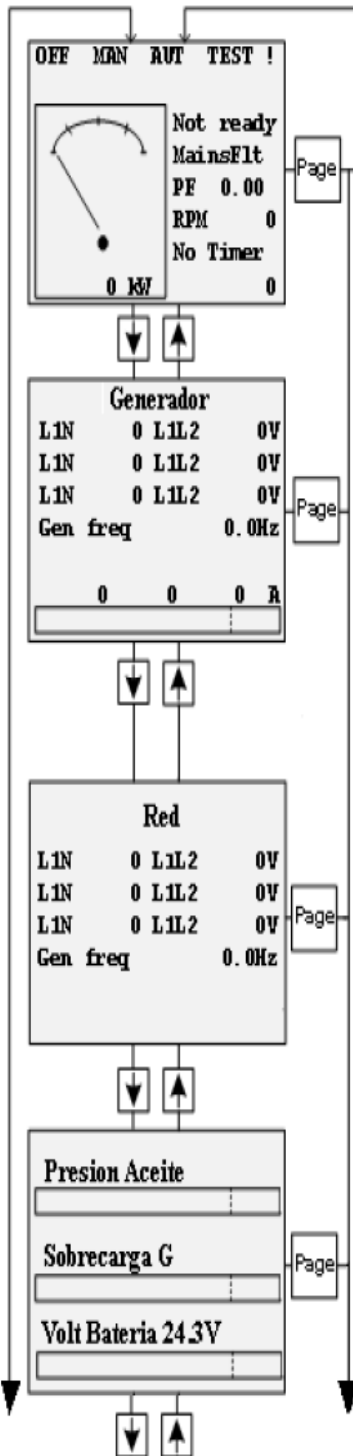 OFF MAN AUT TEST !
Not ready
MainsFlt
PF 0.00
RPM 0
No Timer
0 kW 0
Page
Generador
L1N 0 L1L2 0V
L1N 0 L1L2 0V
L1N 0 L1L2 0V
Gen freq 0.0Hz
0 0 0 A
Page
Red
L1N 0 L1L2 0V
L1N 0 L1L2 0V
L1N 0 L1L2 0V
Gen freq 0.0Hz
Page
Presion Aceite
Sobrecarga G
Volt Bateria 24.3V
Page